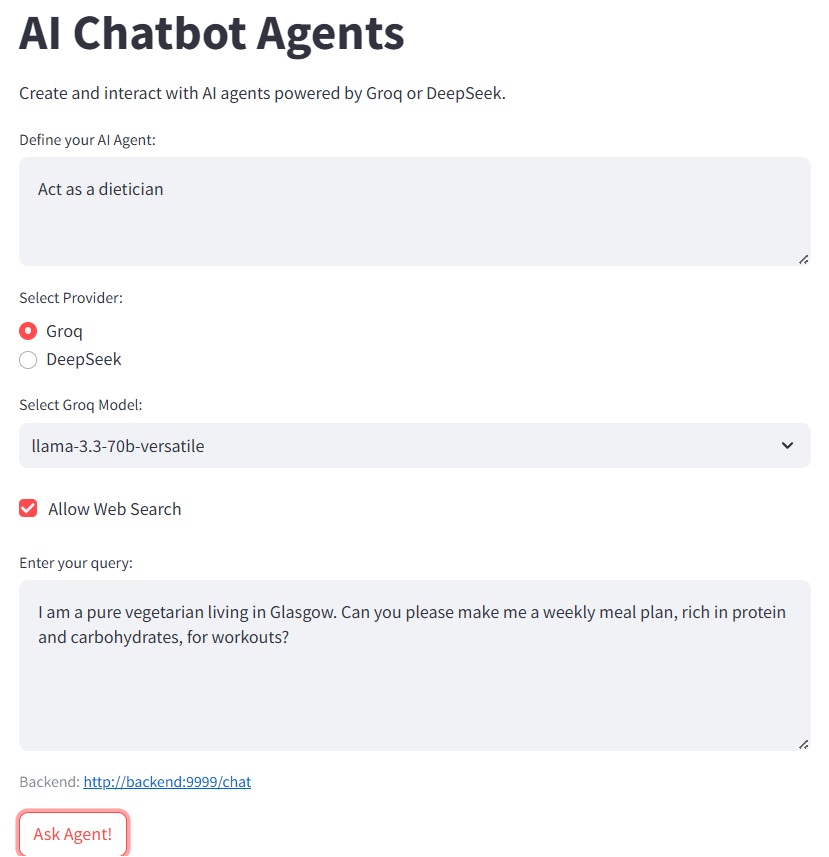 AI Chatbot Agents
Create and interact with AI agents powered by Groq or DeepSeek.
Define your AI Agent:
Act as a dietician
Select Provider:
Groq
DeepSeek
Select Groq Model:
llama-3.3-70b-versatile
Allow Web Search
Enter your query:
I am a pure vegetarian living in Glasgow. Can you please make me a weekly meal plan, rich in protein
and carbohydrates, for workouts?
Backend: http://backend:9999/chat
Ask Agent!